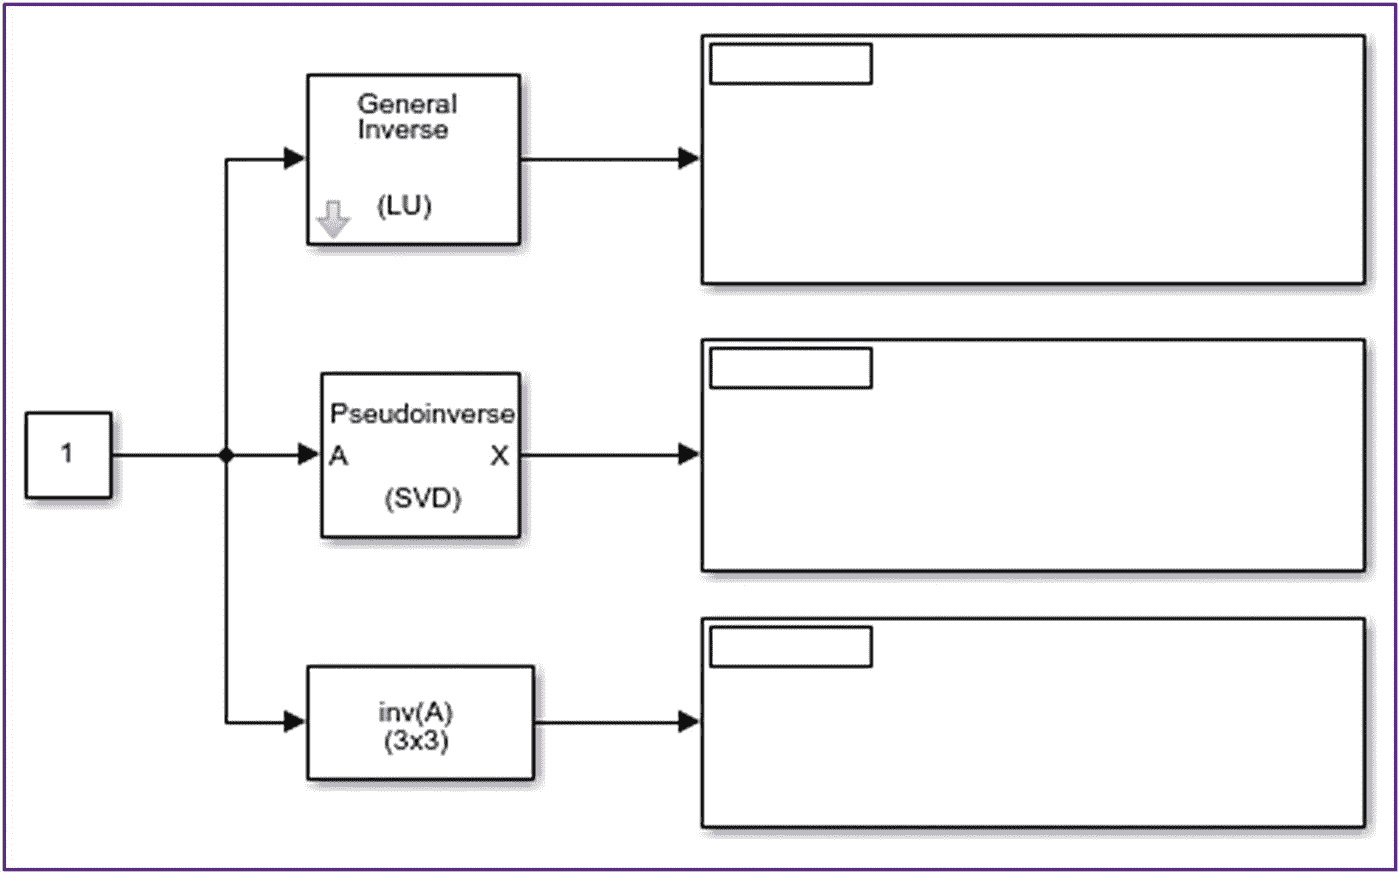 General
Inverse
(LU)
1
Pseudoinverse
A X
(SVD)
inv(A)
(3x3)